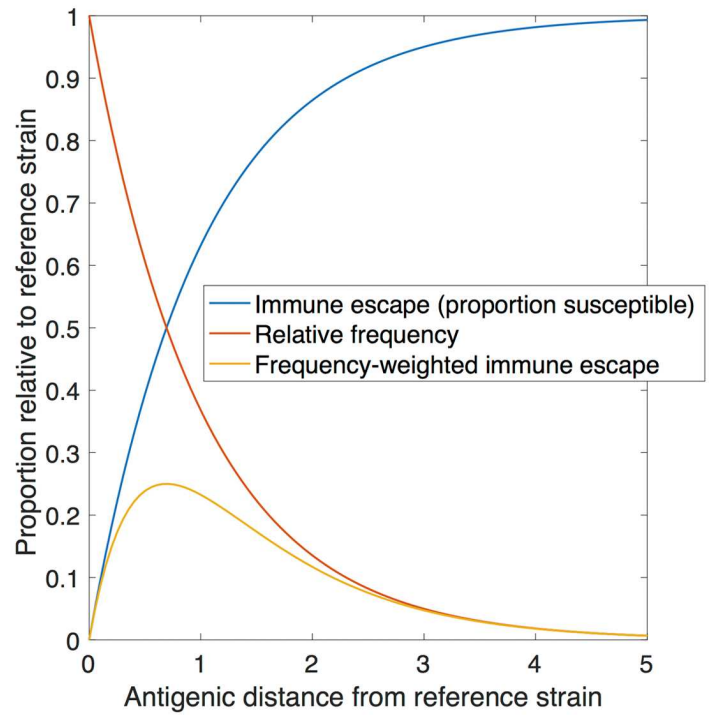 1
0.9
0.8
0.7
0.6
0.5
0.4
0.3
0.2
0.1
0
Proportion relative to reference strain
Immune escape (proportion susceptible)
Relative frequency
Frequency-weighted immune escape
0 1 2 3 4 5
Antigenic distance from reference strain